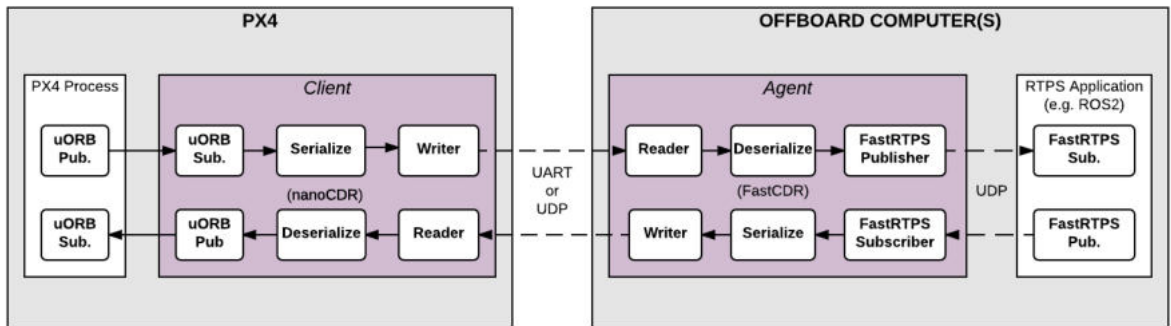 PX4
OFFBOARD COMPUTER(S)
PX4 Process
Client
Agent
RTPS Application
(e.g. ROS2)
uORB
Pub.
uORB
Sub.
Serialize
Writer
UART
or
UDP
Reader
Deserialize
FastRTPS
Publisher
UDP
FastRTPS
Sub.
(nanoCDR)
(FastCDR)
uORB
Sub.
uORB
Pub
Deserialize
Reader
Writer
Serialize
FastRTPS
Subscriber
FastRTPS
Pub.